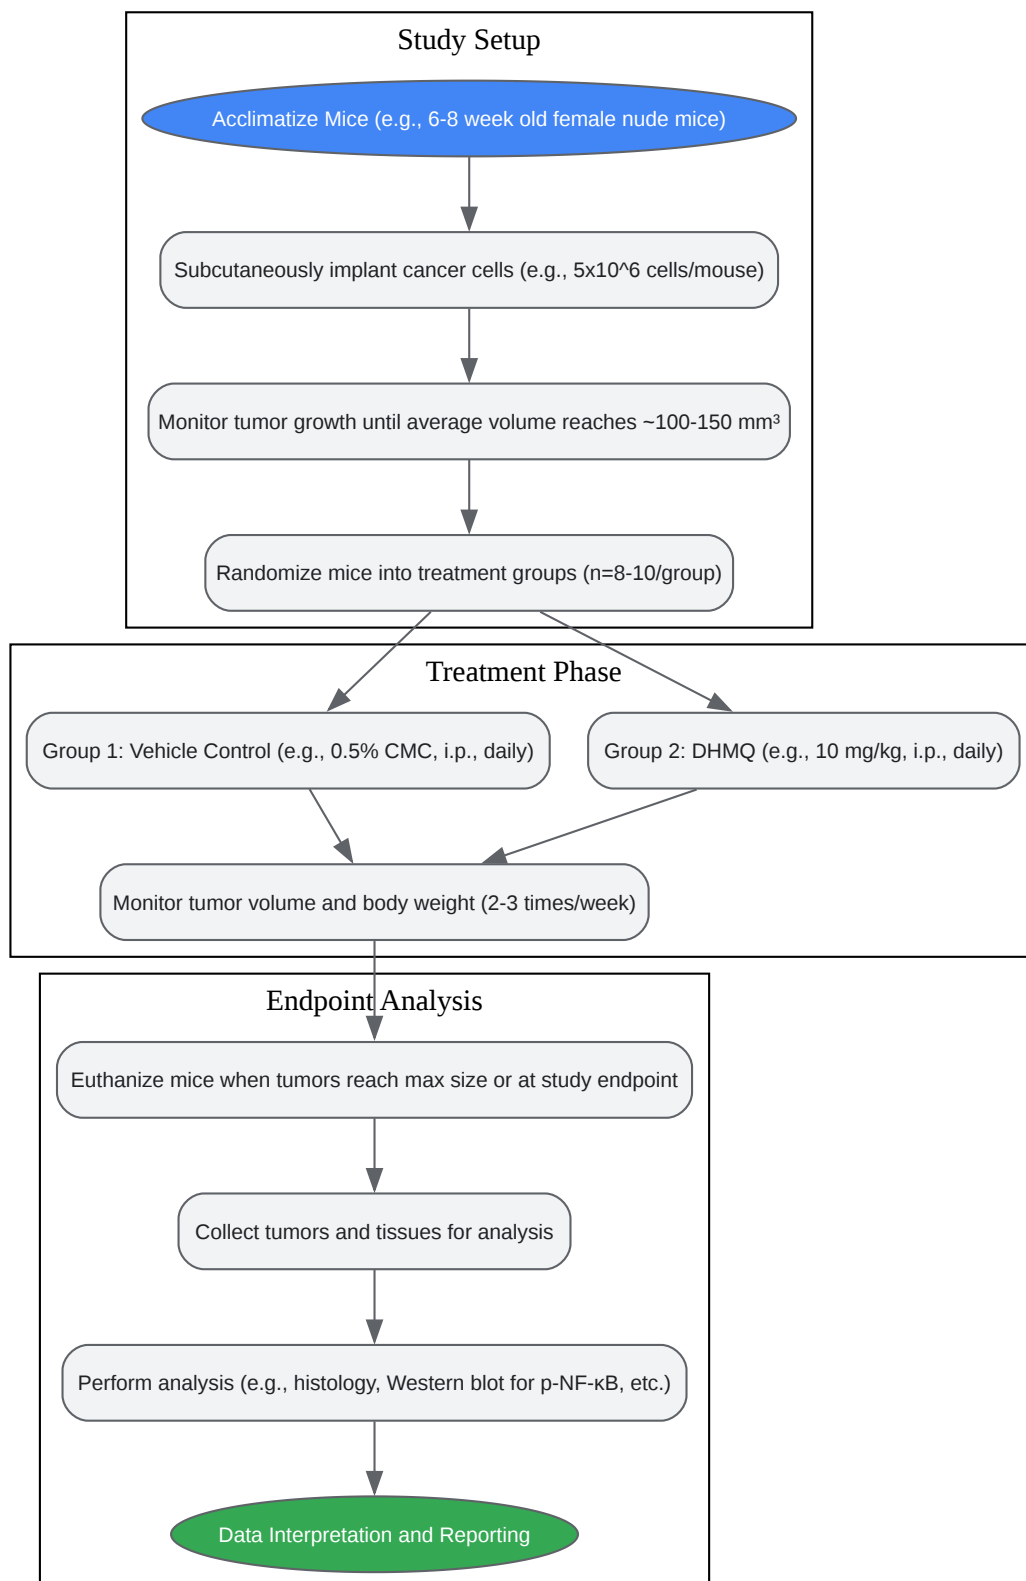 Study Setup
Acclimatize Mice (e.g., 6-8 week old female nude mice)
Subcutaneously implant cancer cells (e.g., 5x10^6 cells/mouse)
Monitor tumor growth until average volume reaches ~100-150 mm³
Randomize mice into treatment groups (n=8-10/group)
Treatment Phase
Group 1: Vehicle Control (e.g., 0.5% CMC, i.p., daily)
Group 2: DHMQ (e.g., 10 mg/kg, i.p., daily)
Monitor tumor volume and body weight (2-3 times/week)
Endpoint Analysis
Euthanize mice when tumors reach max size or at study endpoint
Collect tumors and tissues for analysis
Perform analysis (e.g., histology, Western blot for p-NF-κB, etc.)
Data Interpretation and Reporting